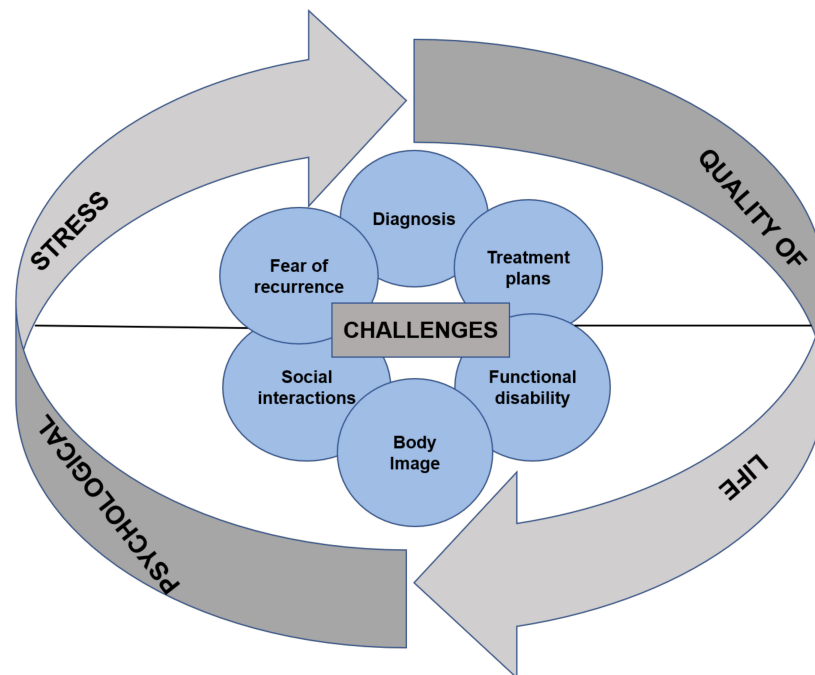 STRESS
QUALITY OF
Diagnosis
Fear of
recurrence
Treatment
plans
CHALLENGES
Social
interactions
Functional
disability
Body
Image
PSYCHOLOGICAL
LIFE